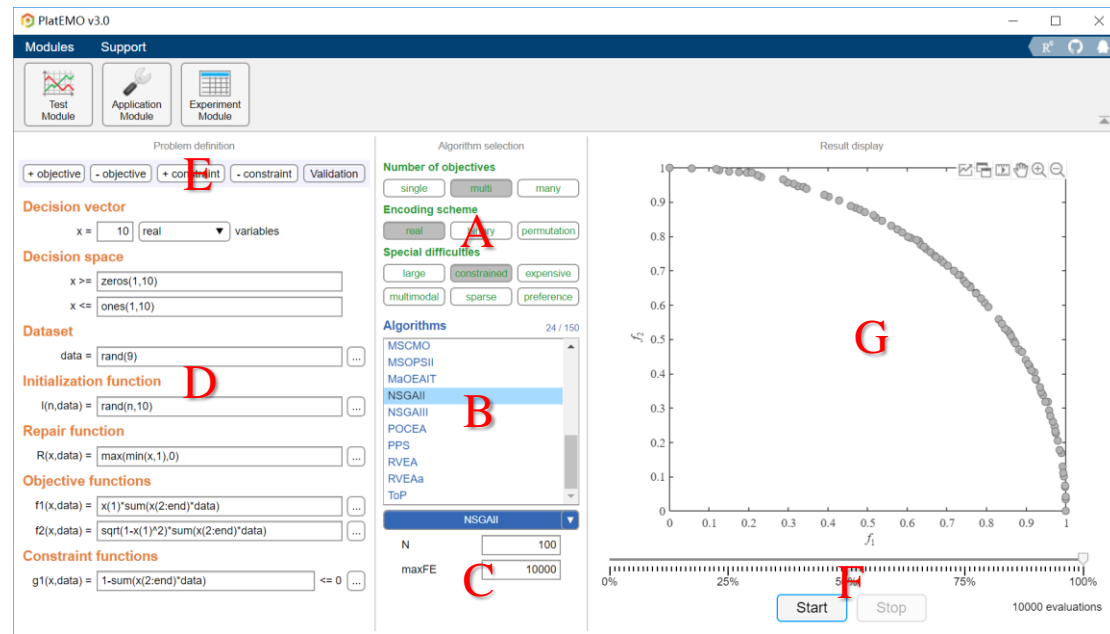 PlatEMO v3.0
Modules Support
R⁶
Test Module
Application Module
Experiment Module
Problem definition
E
+ objective - objective + constraint - constraint Validation
Decision vector
x = 10 real variables
Decision space
x >= zeros(1,10)
x <= ones(1,10)
Dataset
data = rand(9) ...
D
Initialization function
I(n,data) = rand(n,10) ...
Repair function
R(x,data) = max(min(x,1),0) ...
Objective functions
f1(x,data) = x(1)*sum(x(2:end)*data) ...
f2(x,data) = sqrt(1-x(1)^2)*sum(x(2:end)*data) ...
Constraint functions
g1(x,data) = 1-sum(x(2:end)*data) <= 0 ...
Algorithm selection
Number of objectives
single multi many
Encoding scheme
A
real binary permutation
Special difficulties
large constrained expensive
multimodal sparse preference
Algorithms 24 / 150
MSCMO
MSOPSII
MaOEAIT
NSGAII
B
NSGAIII
POCEA
PPS
RVEA
RVEAa
ToP
NSGAII
N 100
maxFE 10000
C
Result display
1
0.9
0.8
0.7
0.6
0.5
0.4
0.3
0.2
0.1
0
f2
G
0 0.1 0.2 0.3 0.4 0.5 0.6 0.7 0.8 0.9 1
f1
0% 25% 50% 75% 100%
F
Start Stop 10000 evaluations